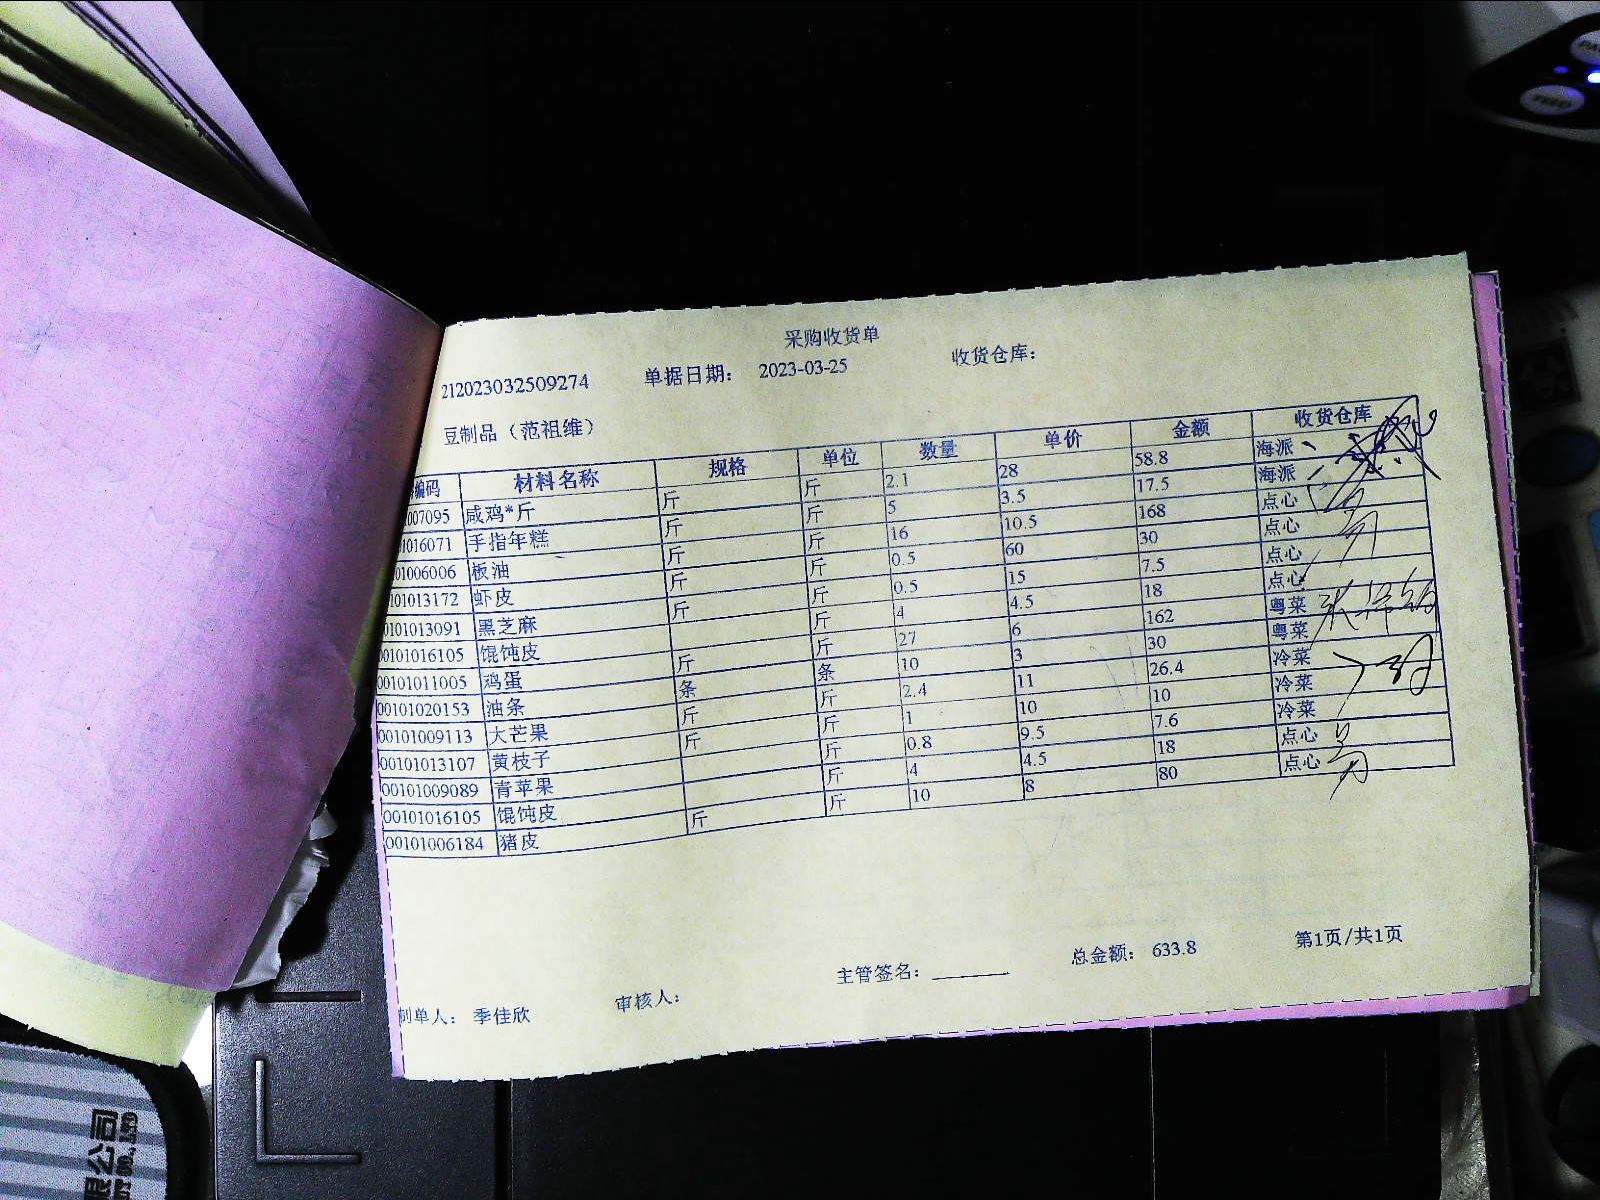 采购收货单
212023032509274 单据日期： 2023-03-25 收货仓库：
豆制品（范祖维）
编码 材料名称 规格 单位 数量 单价 金额 收货仓库
007095 咸鸡*斤 斤 斤 2.1 28 58.8 海派
1016071 手指年糕 斤 斤 5 3.5 17.5 海派
01006006 板油 斤 斤 16 10.5 168 点心
101013172 虾皮 斤 斤 0.5 60 30 点心
0101013091 黑芝麻 斤 斤 0.5 15 7.5 点心
00101016105 馄饨皮 斤 4 4.5 18 点心
00101011005 鸡蛋 斤 斤 27 6 162 粤菜
00101020153 油条 条 条 10 3 30 粤菜
00101009113 大芒果 斤 斤 2.4 11 26.4 冷菜
00101013107 黄枝子 斤 斤 1 10 10 冷菜
00101009089 青苹果 斤 0.8 9.5 7.6 冷菜
00101016105 馄饨皮 斤 4 4.5 18 点心
00101006184 猪皮 斤 斤 10 8 80 点心
制单人： 季佳欣 审核人： 主管签名： 总金额： 633.8 第1页/共1页
限公司
CO.,LTD
FEED